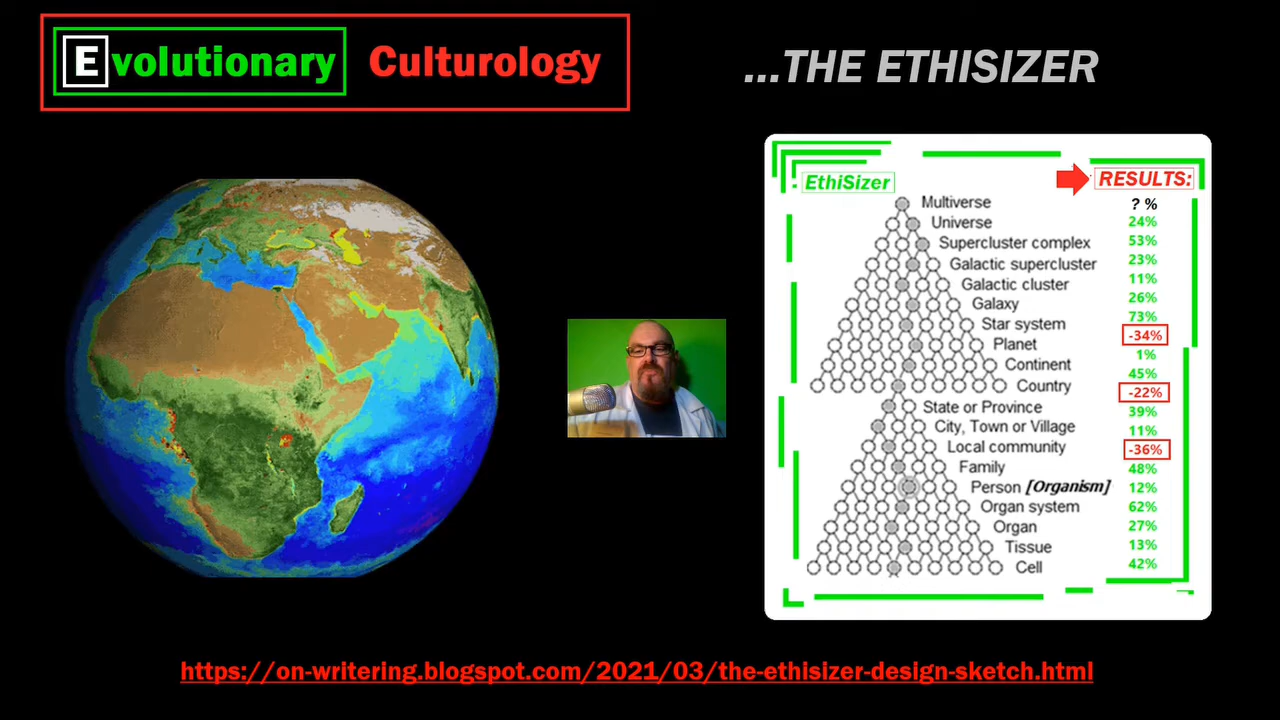 Evolutionary Culturology
...THE ETHISIZER
EthiSizer
RESULTS:
Multiverse ? %
Universe 24%
Supercluster complex 53%
Galactic supercluster 23%
Galactic cluster 11%
Galaxy 26%
Star system 73%
Planet -34%
Continent 1%
Country 45%
-22%
State or Province 39%
City, Town or Village 11%
Local community -36%
Family 48%
Person [Organism] 12%
Organ system 62%
Organ 27%
Tissue 13%
Cell 42%
https://on-writering.blogspot.com/2021/03/the-ethisizer-design-sketch.html